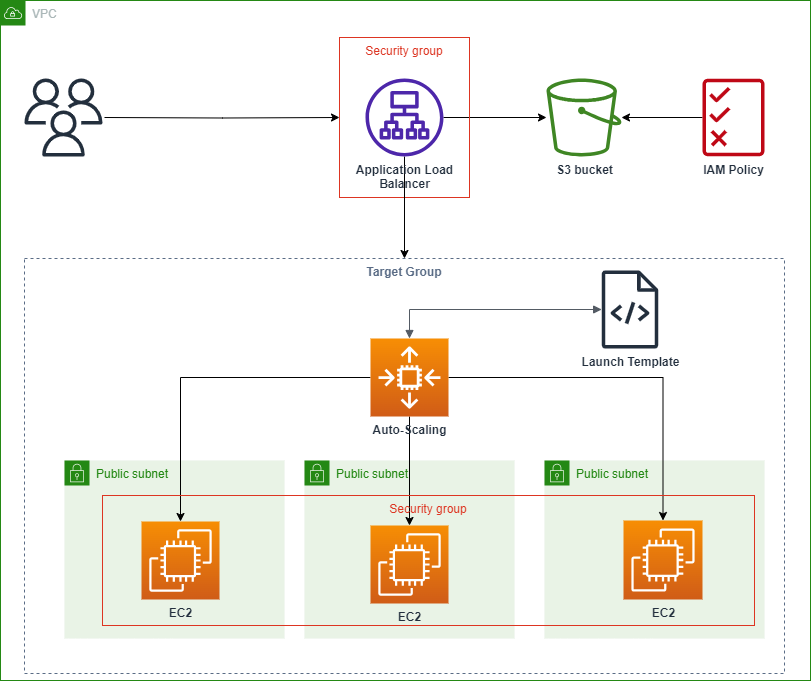 VPC
Security group
Application Load
Balancer
S3 bucket
IAM Policy
Target Group
</>
Launch Template
Auto-Scaling
Public subnet
Public subnet
Public subnet
Security group
EC2
EC2
EC2